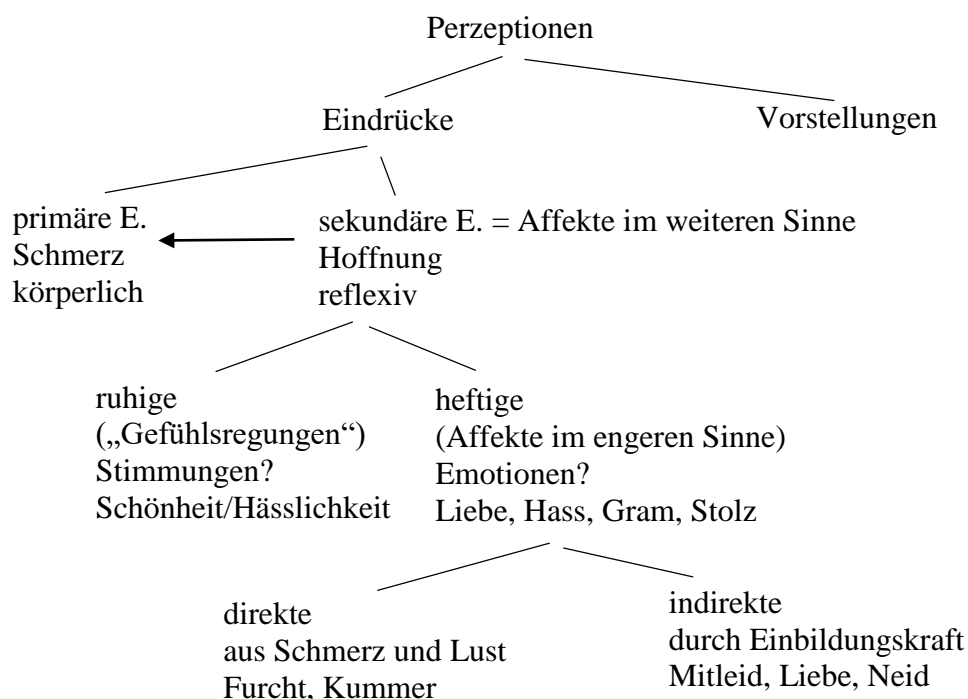 Perzeptionen
Eindrücke
Vorstellungen
primäre E.
Schmerz
körperlich
sekundäre E. = Affekte im weiteren Sinne
Hoffnung
reflexiv
ruhige
(„Gefühlsregungen“)
Stimmungen?
Schönheit/Hässlichkeit
heftige
(Affekte im engeren Sinne)
Emotionen?
Liebe, Hass, Gram, Stolz
direkte
aus Schmerz und Lust
Furcht, Kummer
indirekte
durch Einbildungskraft
Mitleid, Liebe, Neid